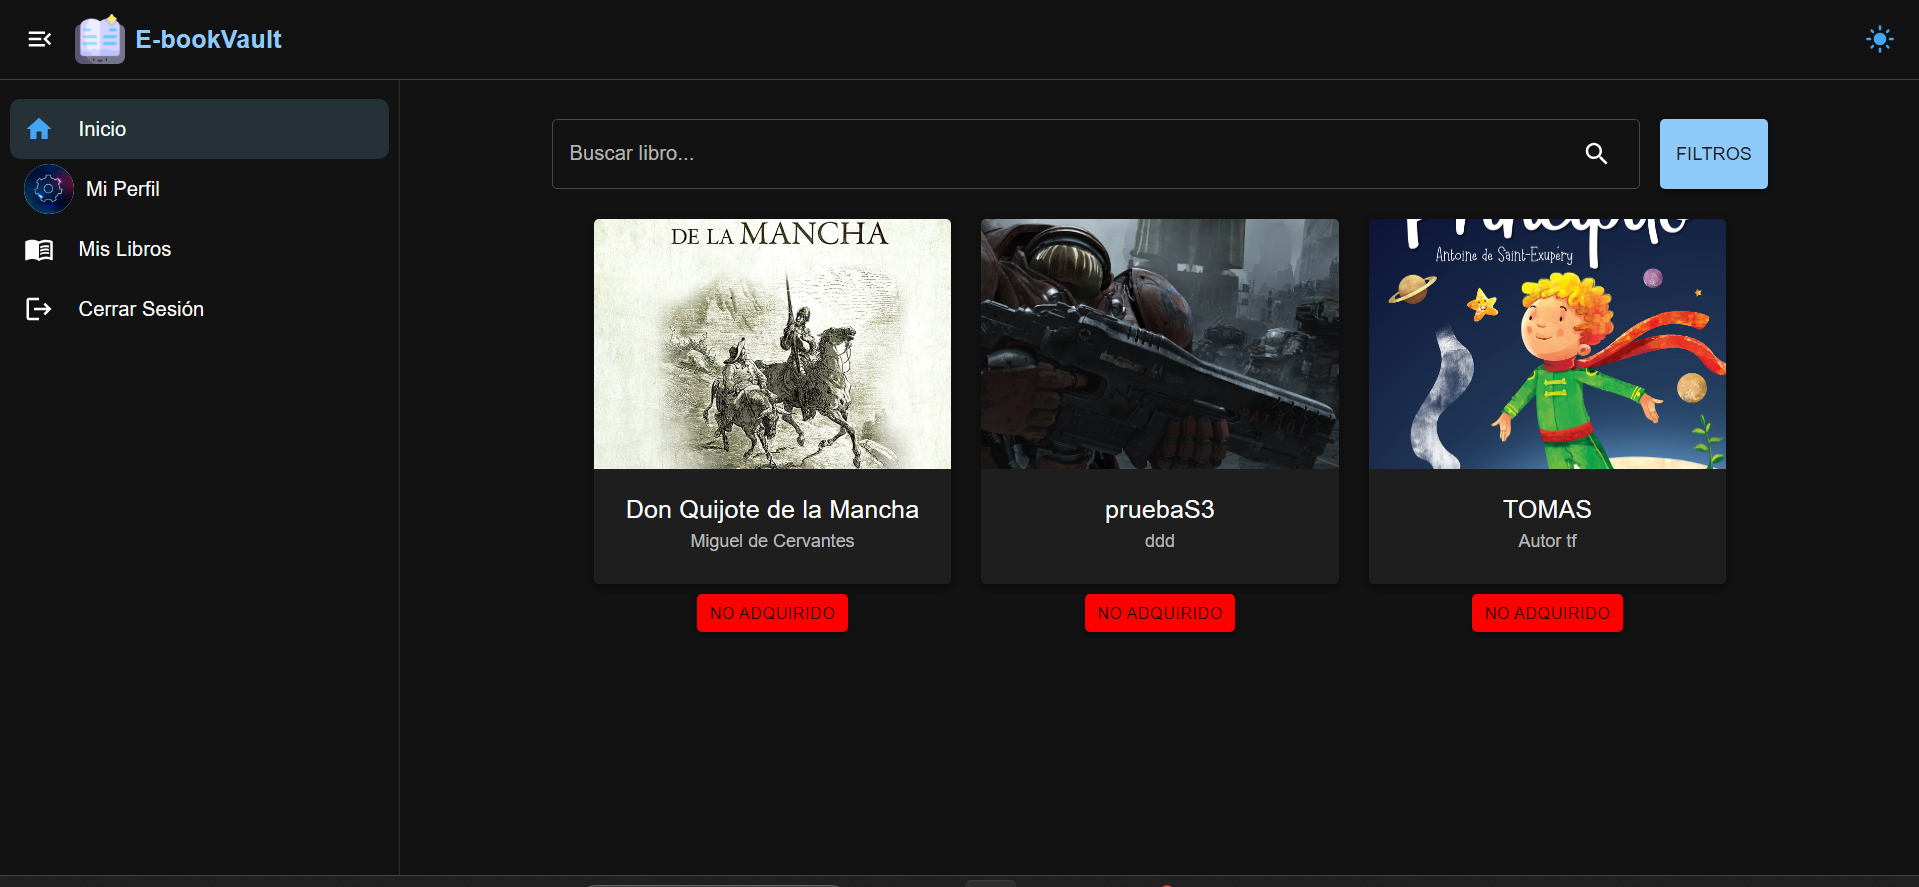 E-bookVault
Inicio
Mi Perfil
Mis Libros
Cerrar Sesión
Buscar libro...
FILTROS
DE LA MANCHA
Antoine de Saint-Exupéry
Don Quijote de la Mancha
Miguel de Cervantes
NO ADQUIRIDO
pruebaS3
ddd
NO ADQUIRIDO
TOMAS
Autor tf
NO ADQUIRIDO